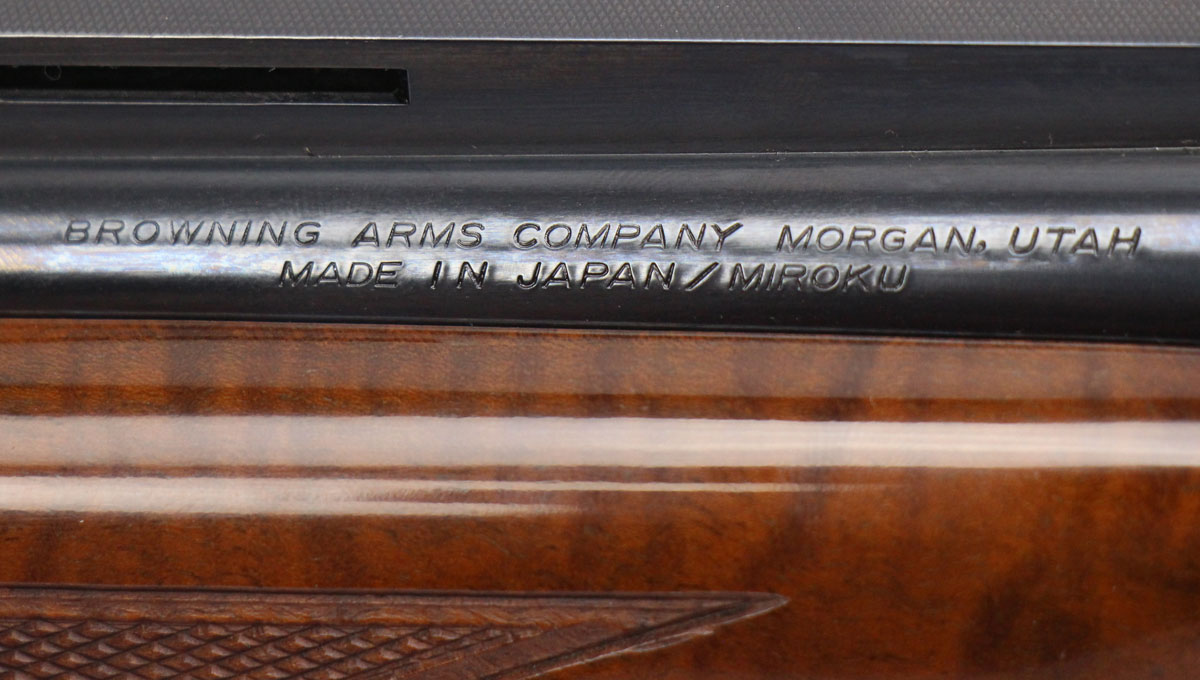 BROWNING ARMS COMPANY MORGAN, UTAH
MADE IN JAPAN/MIROKU